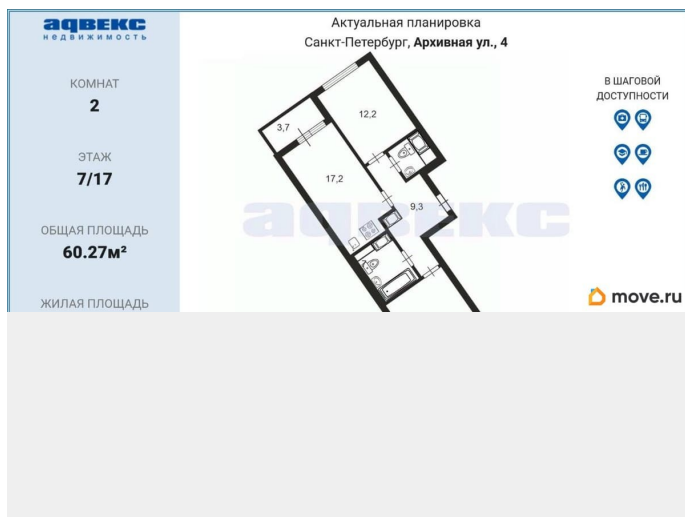 адвекс
недвижимость
КОМНАТ
2
ЭТАЖ
7/17
ОБЩАЯ ПЛОЩАДЬ
60.27м²
ЖИЛАЯ ПЛОЩАДЬ
Актуальная планировка
Санкт-Петербург, Архивная ул., 4
3,7
12,2
17,2
9,3
адвекс
В ШАГОВОЙ
ДОСТУПНОСТИ
move.ru